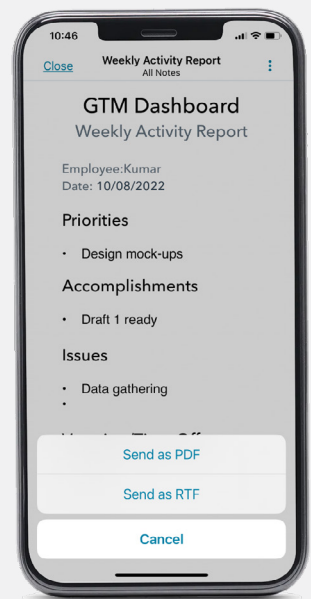 10:46
Close
Weekly Activity Report
All Notes
GTM Dashboard
Weekly Activity Report
Employee:Kumar
Date: 10/08/2022
Priorities
• Design mock-ups
Accomplishments
• Draft 1 ready
Issues
• Data gathering
•
Send as PDF
Send as RTF
Cancel